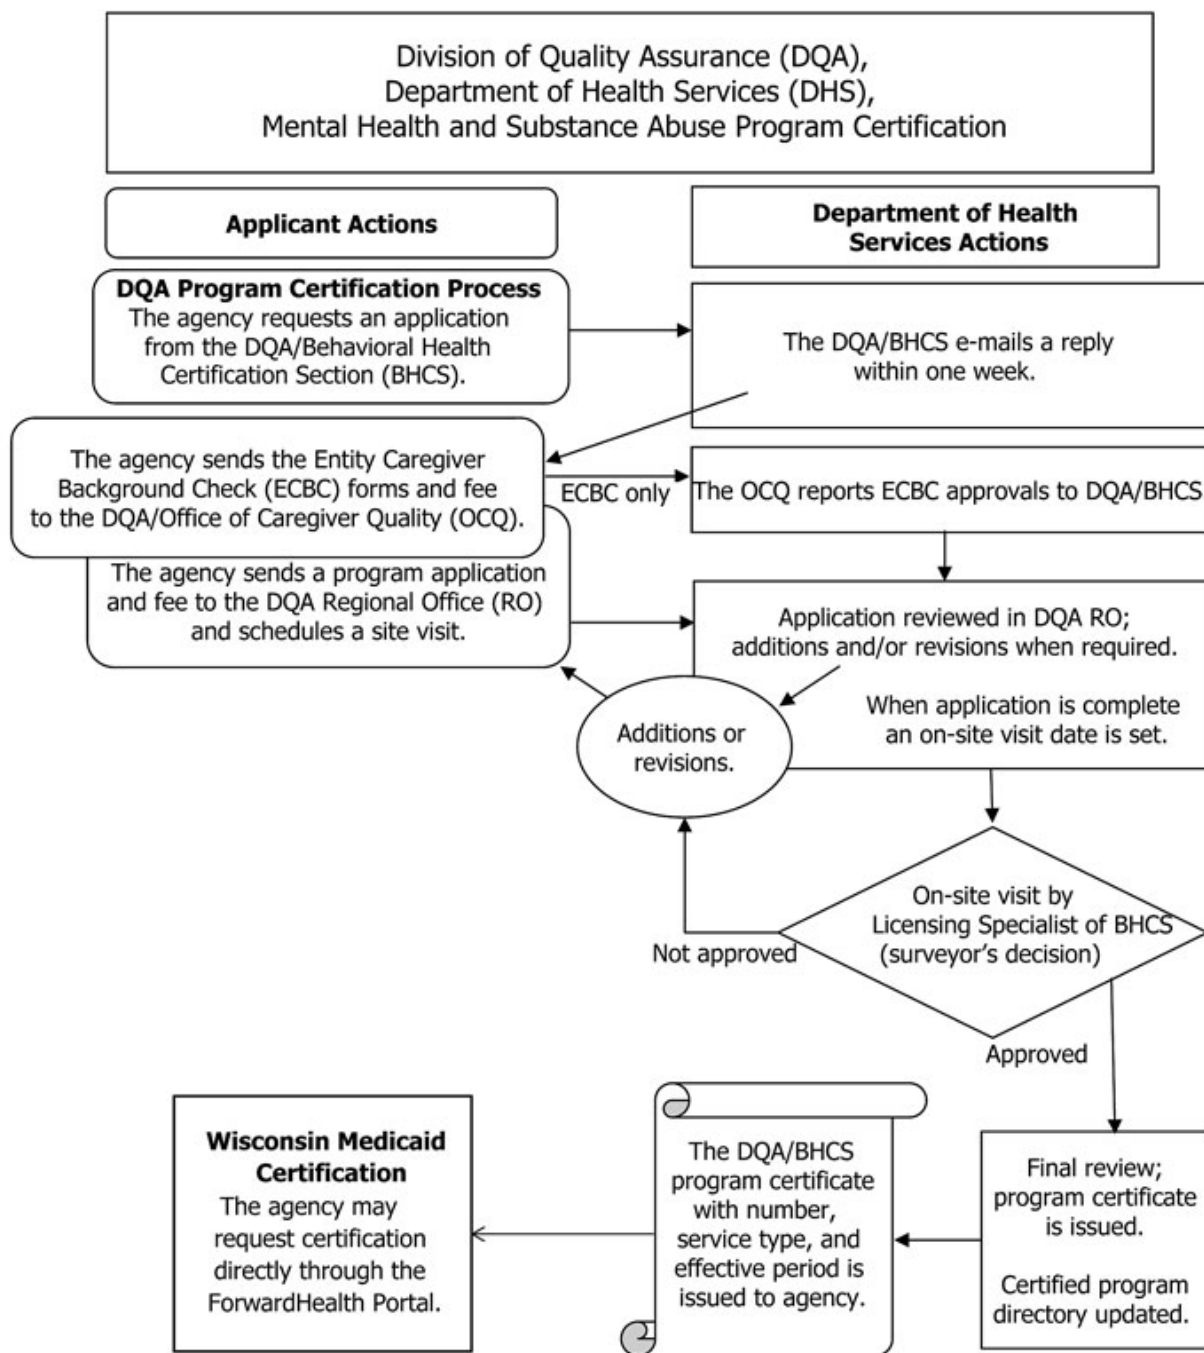 Division of Quality Assurance (DQA),
Department of Health Services (DHS),
Mental Health and Substance Abuse Program Certification
Applicant Actions
Department of Health
Services Actions
DQA Program Certification Process
The agency requests an application
from the DQA/Behavioral Health
Certification Section (BHCS).
The DQA/BHCS e-mails a reply
within one week.
The agency sends the Entity Caregiver
Background Check (ECBC) forms and fee
to the DQA/Office of Caregiver Quality (OCQ).
ECBC only
The OCQ reports ECBC approvals to DQA/BHCS
The agency sends a program application
and fee to the DQA Regional Office (RO)
and schedules a site visit.
Application reviewed in DQA RO;
additions and/or revisions when required.
When application is complete
an on-site visit date is set.
Additions or
revisions.
On-site visit by
Licensing Specialist of BHCS
(surveyor’s decision)
Not approved
Approved
Final review;
program certificate
is issued.
Certified program
directory updated.
The DQA/BHCS
program certificate
with number,
service type, and
effective period is
issued to agency.
Wisconsin Medicaid
Certification
The agency may
request certification
directly through the
ForwardHealth Portal.